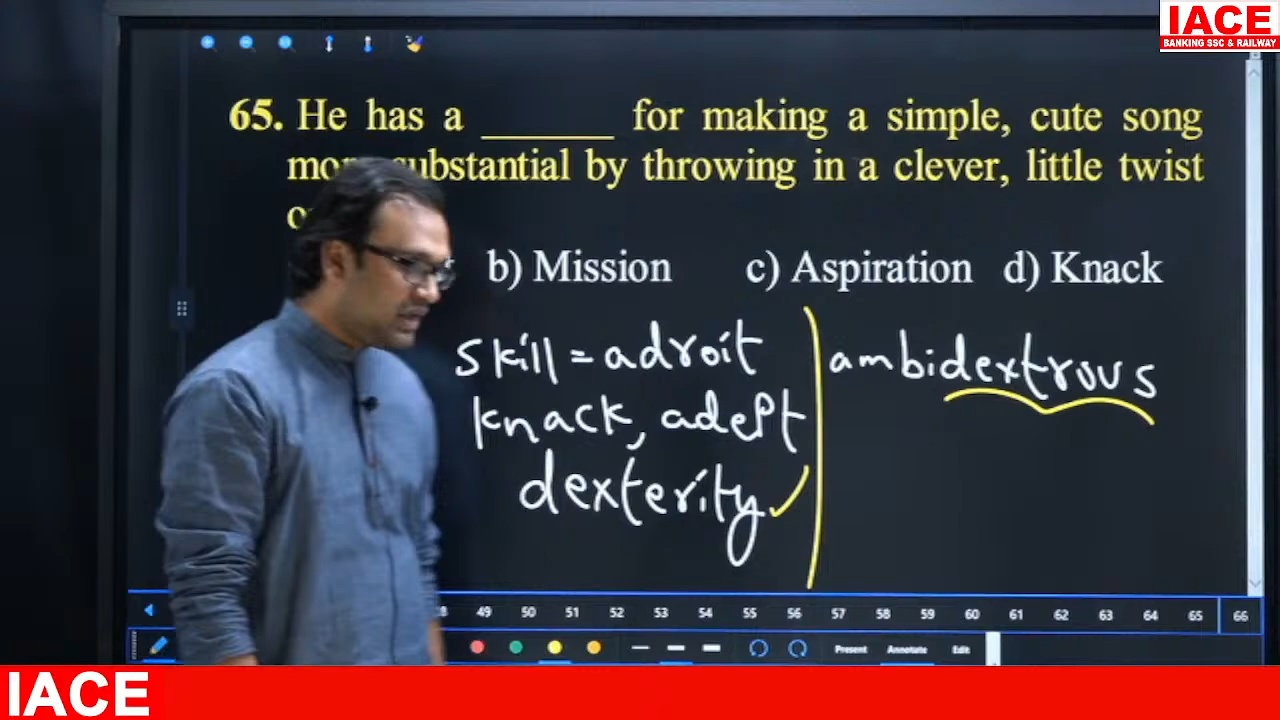 IACE
BANKING SSC & RAILWAY
65. He has a ______ for making a simple, cute song
substantial by throwing in a clever, little twist
b) Mission c) Aspiration d) Knack
skill = adroit
knack, adept
dexterity
ambidextrous
49 50 51 52 53 54 55 56 57 58 59 60 61 62 63 64 65 66
Present Annotate Edit
IACE